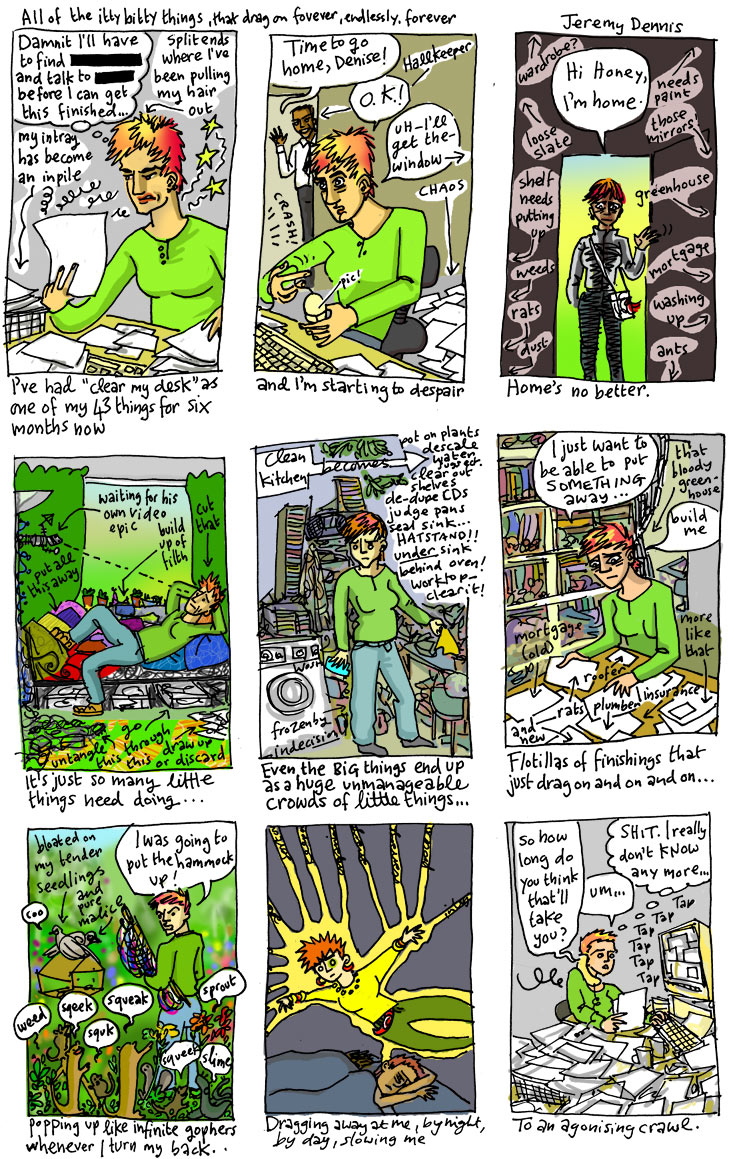 All of the itty bitty things, that drag on forever, endlessly, forever
Jeremy Dennis
Damnit I'll have
to find
and talk to
before I can get
this finished...
Split ends
where I've
been pulling
my hair
out
my intray
has become
an inpile
I've had "clear my desk" as
one of my 43 things for six
months now
Time to go
home, Denise!
Hallkeeper
O.K.!
UH-I'll
get the-
window
CHAOS
CRASH!
pic!
and I'm starting to despair
wardrobe?
Hi Honey,
I'm home.
needs
paint
those
mirrors!
loose
slate
shelf
needs
putting
up
greenhouse
mortgage
weeds
washing
up
rats
dust
ants
Home's no better.
waiting for his
own video
epic
cut
that
build
up of
filth
put all
this away
untangle
go
through
this
draw up
this or discard
It's just so many little
things need doing...
Clean
kitchen
becomes
pot on plants
descale
water
jugs got.
clear out
shelves
de-dupe CDs
judge pans
seal sink...
HATSTAND!!
under sink
behind oven!
worktop-
clear it!
wash
frozen by
indecision
Even the BIG things end up
as a huge unmanageable
crowds of little things...
I just want to
be able to put
SOMETHING
away...
that
bloody
green-
house
build
me
mortgage
(old)
more
like
that
roofer
insurance
rats
plumber
and
new
Flotillas of finishings that
just drag on and on and on...
bloated on
my tender
seedlings
and
pure
malice
I was going to
put the hammock
up!
coo
weed
sqeek
squeak
sprout
squk
squeek
slime
Popping up like infinite gophers
whenever I turn my back..
Dragging away at me, by night,
by day, slowing me
So how
long do
you think
that'll
take
you?
SHIT. I really
don't KNOW
any more...
um...
Tap
Tap
Tap
Tap
Tap
To an agonising crawl.